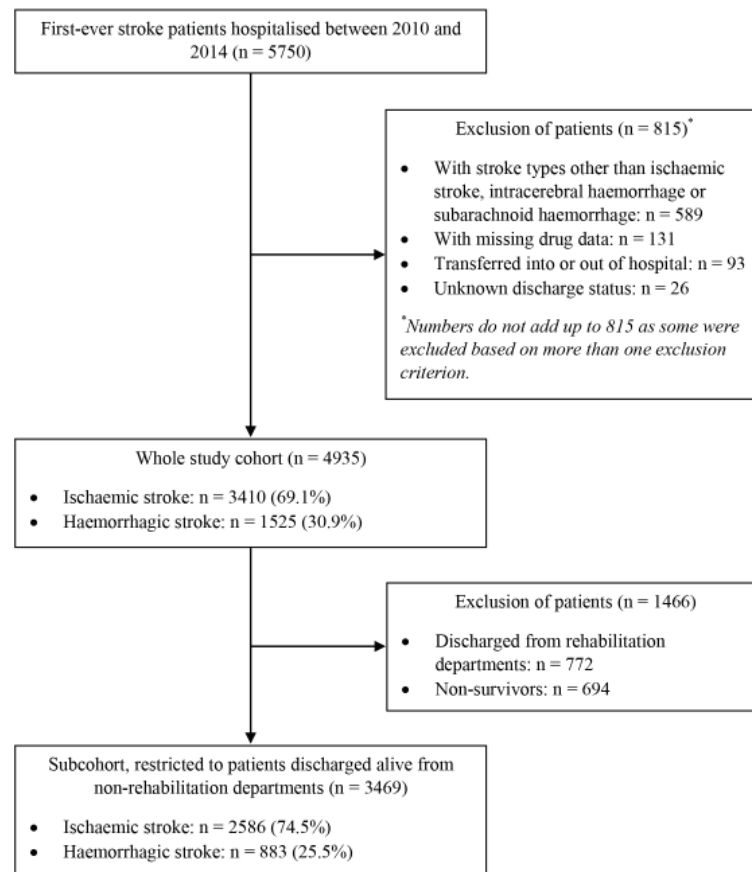 First-ever stroke patients hospitalised between 2010 and
2014 (n = 5750)
Exclusion of patients (n = 815)*
• With stroke types other than ischaemic
stroke, intracerebral haemorrhage or
subarachnoid haemorrhage: n = 589
• With missing drug data: n = 131
• Transferred into or out of hospital: n = 93
• Unknown discharge status: n = 26
*Numbers do not add up to 815 as some were
excluded based on more than one exclusion
criterion.
Whole study cohort (n = 4935)
• Ischaemic stroke: n = 3410 (69.1%)
• Haemorrhagic stroke: n = 1525 (30.9%)
Exclusion of patients (n = 1466)
• Discharged from rehabilitation
departments: n = 772
• Non-survivors: n = 694
Subcohort, restricted to patients discharged alive from
non-rehabilitation departments (n = 3469)
• Ischaemic stroke: n = 2586 (74.5%)
• Haemorrhagic stroke: n = 883 (25.5%)